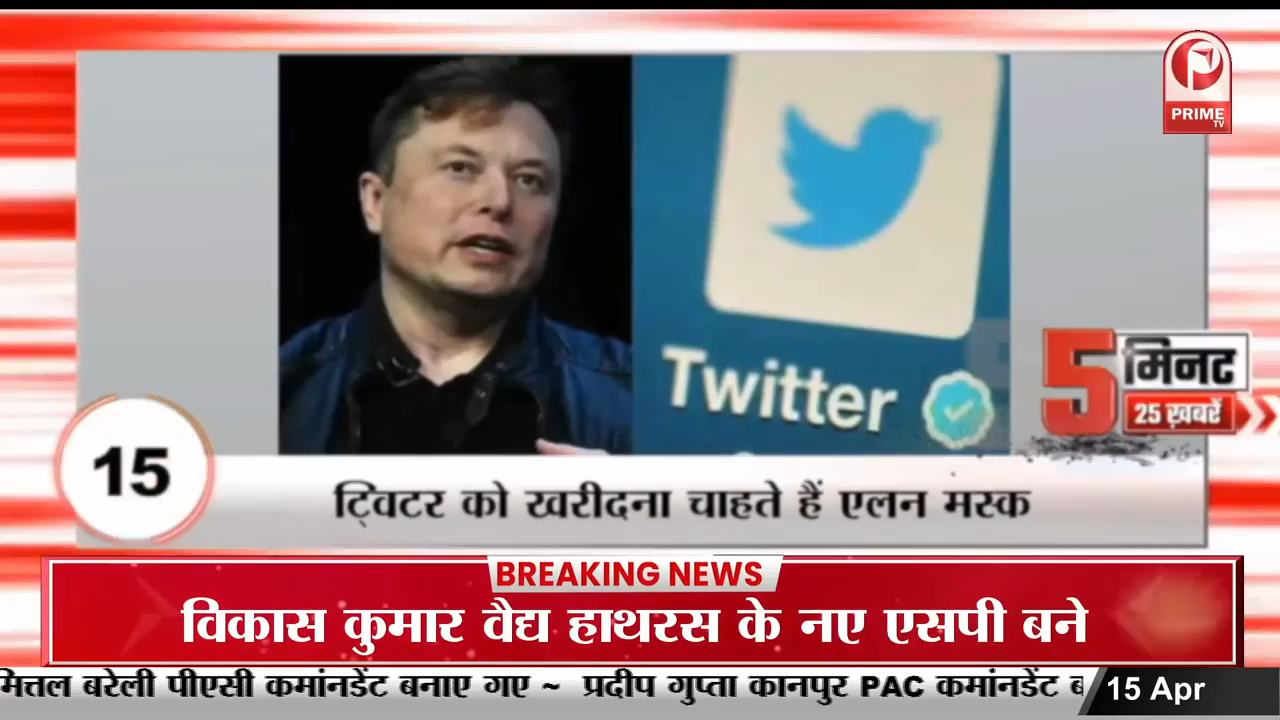 PRIME
TV
Twitter
5 मिनट
25 ख़बरें
15
ट्विटर को खरीदना चाहते हैं एलन मस्क
BREAKING NEWS
विकास कुमार वैद्य हाथरस के नए एसपी बने
मित्तल बरेली पीएसी कमांनडेंट बनाए गए ~ प्रदीप गुप्ता कानपुर PAC कमांनडेंट ब
15 Apr